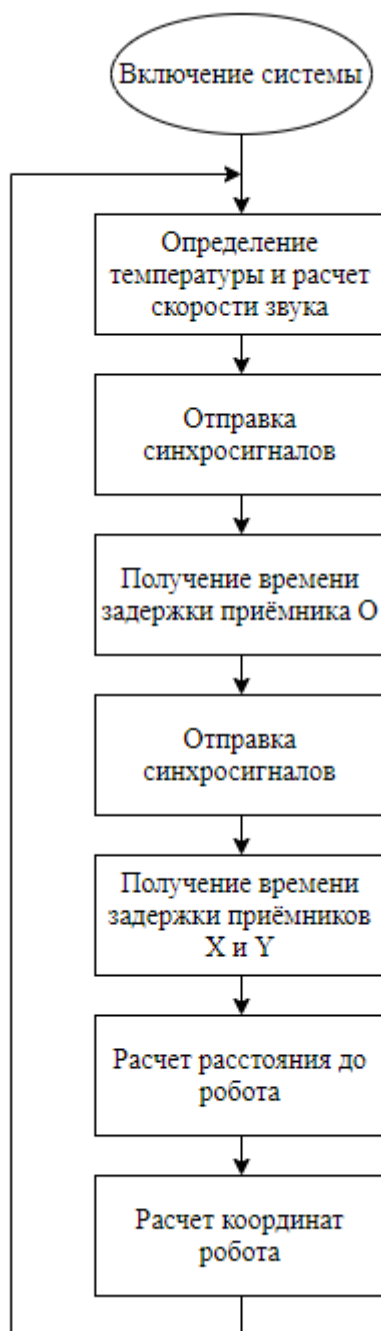 Включение системы
Определение
температуры и расчет
скорости звука
Отправка
синхросигналов
Получение времени
задержки приёмника O
Отправка
синхросигналов
Получение времени
задержки приёмников
X и Y
Расчет расстояния до
робота
Расчет координат
робота